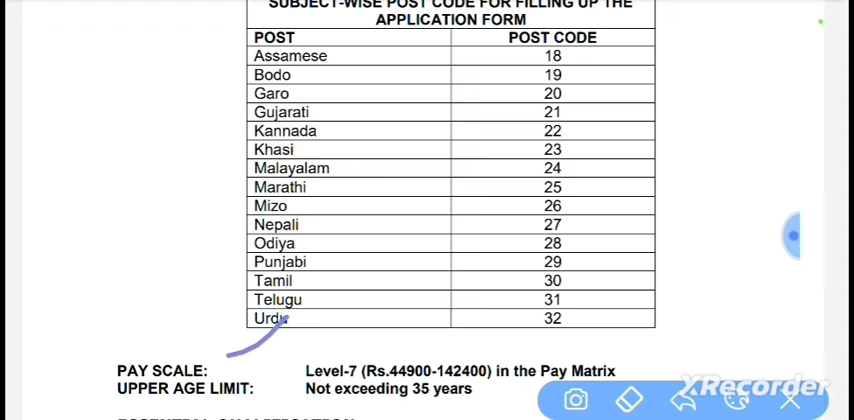 SUBJECT-WISE POST CODE FOR FILLING UP THE
APPLICATION FORM
POST POST CODE
Assamese 18
Bodo 19
Garo 20
Gujarati 21
Kannada 22
Khasi 23
Malayalam 24
Marathi 25
Mizo 26
Nepali 27
Odiya 28
Punjabi 29
Tamil 30
Telugu 31
Urdu 32
PAY SCALE: Level-7 (Rs.44900-142400) in the Pay Matrix
UPPER AGE LIMIT: Not exceeding 35 years
XRecorder